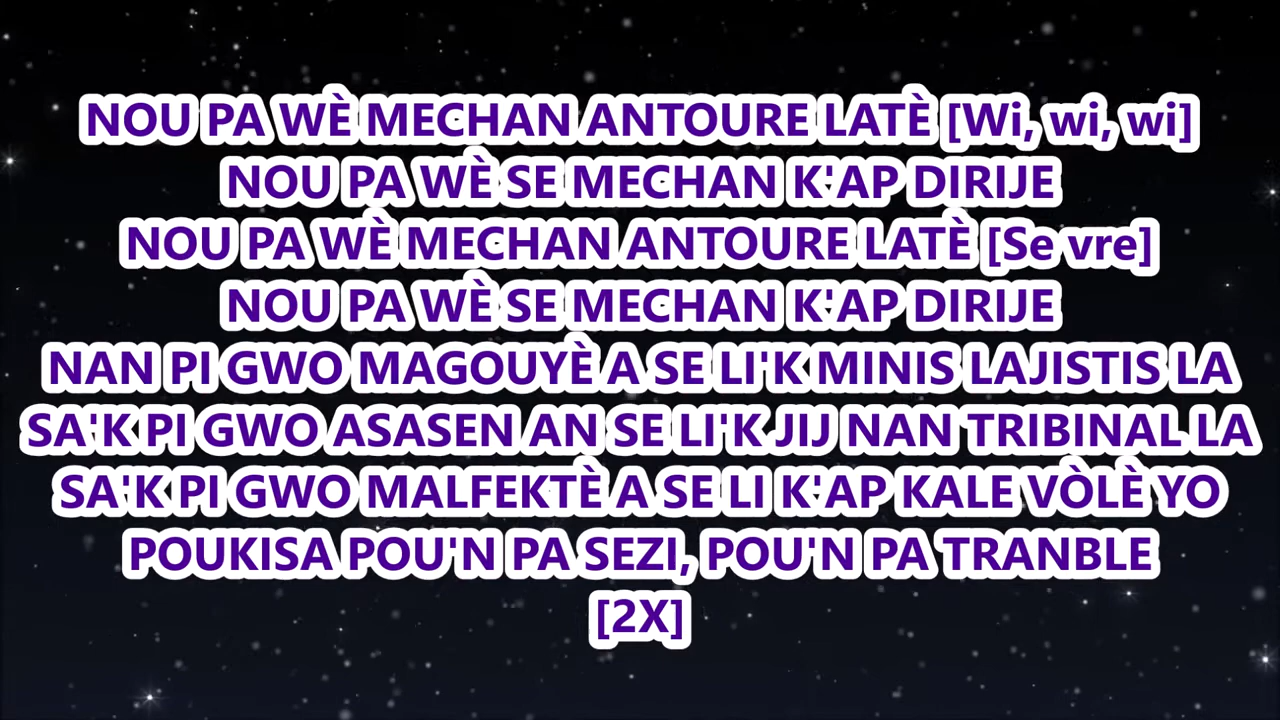 NOU PA WÈ MECHAN ANTOURE LATÈ [Wi, wi, wi]
NOU PA WÈ SE MECHAN K'AP DIRIJE
NOU PA WÈ MECHAN ANTOURE LATÈ [Se vre]
NOU PA WÈ SE MECHAN K'AP DIRIJE
NAN PI GWO MAGOUYÈ A SE LI'K MINIS LAJISTIS LA
SA'K PI GWO ASASEN AN SE LI'K JIJ NAN TRIBINAL LA
SA'K PI GWO MALFEKTÈ A SE LI K'AP KALE VÒLÈ YO
POUKISA POU'N PA SEZI, POU'N PA TRANBLE
[2X]